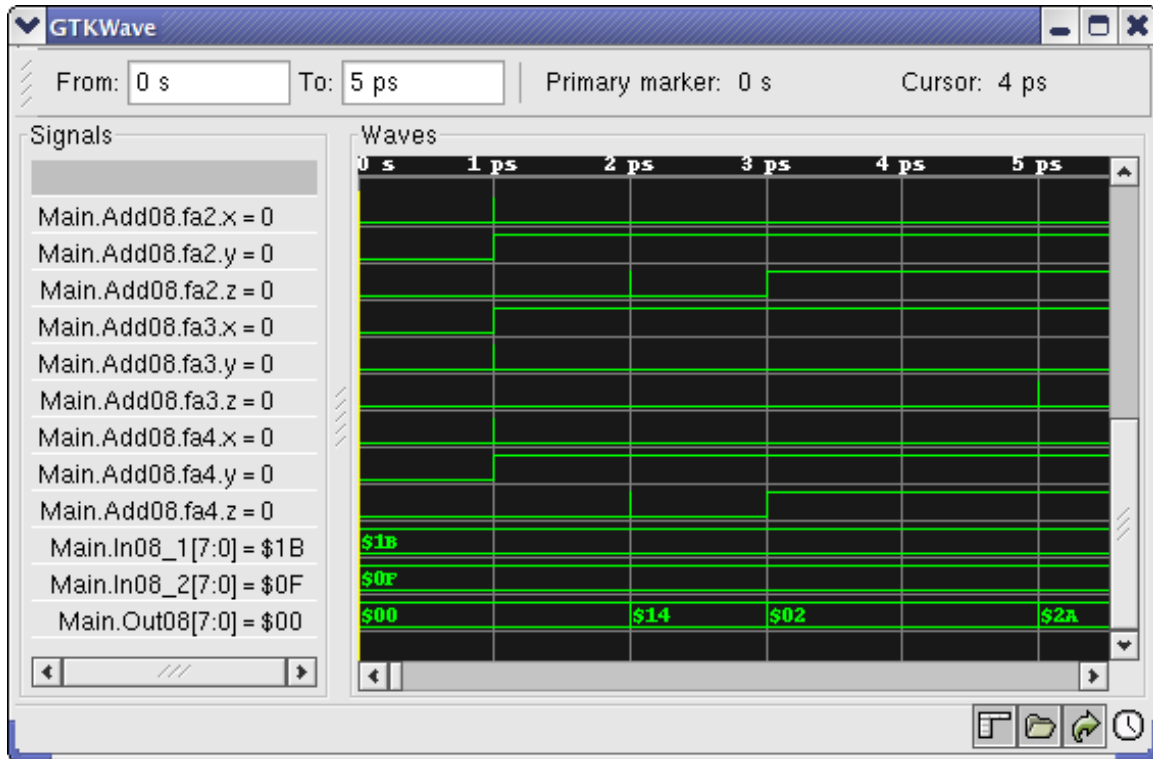 GTKWave
From: 0 s To: 5 ps Primary marker: 0 s Cursor: 4 ps
Signals
Waves
0 s 1 ps 2 ps 3 ps 4 ps 5 ps
Main.Add08.fa2.x = 0
Main.Add08.fa2.y = 0
Main.Add08.fa2.z = 0
Main.Add08.fa3.x = 0
Main.Add08.fa3.y = 0
Main.Add08.fa3.z = 0
Main.Add08.fa4.x = 0
Main.Add08.fa4.y = 0
Main.Add08.fa4.z = 0
Main.In08_1[7:0] = $1B $1B
Main.In08_2[7:0] = $0F $0F
Main.Out08[7:0] = $00 $00 $14 $02 $2A